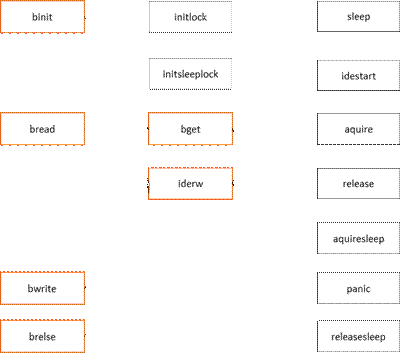 binit
initlock
sleep
initsleeplock
idestart
bread
bget
aquire
iderw
release
aquiresleep
bwrite
panic
brelse
releasesleep